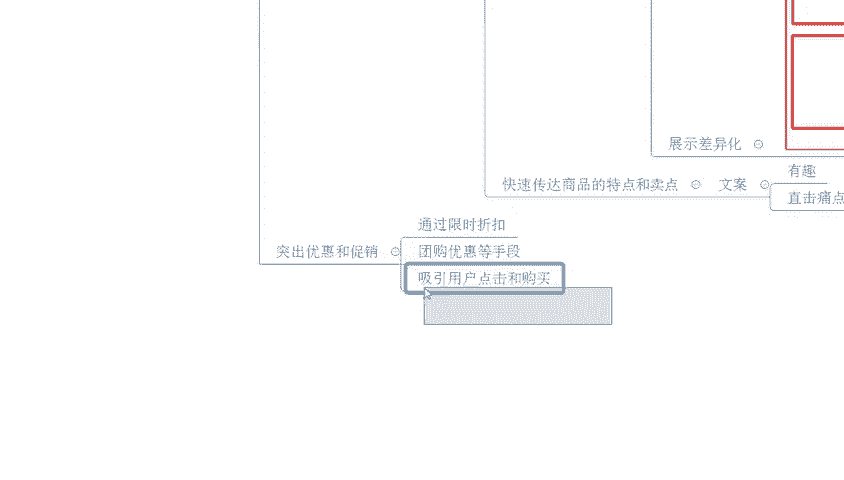 展示差异化
有趣
快速传达商品的特点和卖点
文案
直击痛点
通过限时折扣
突出优惠和促销
团购优惠等手段
吸引用户点击和购买